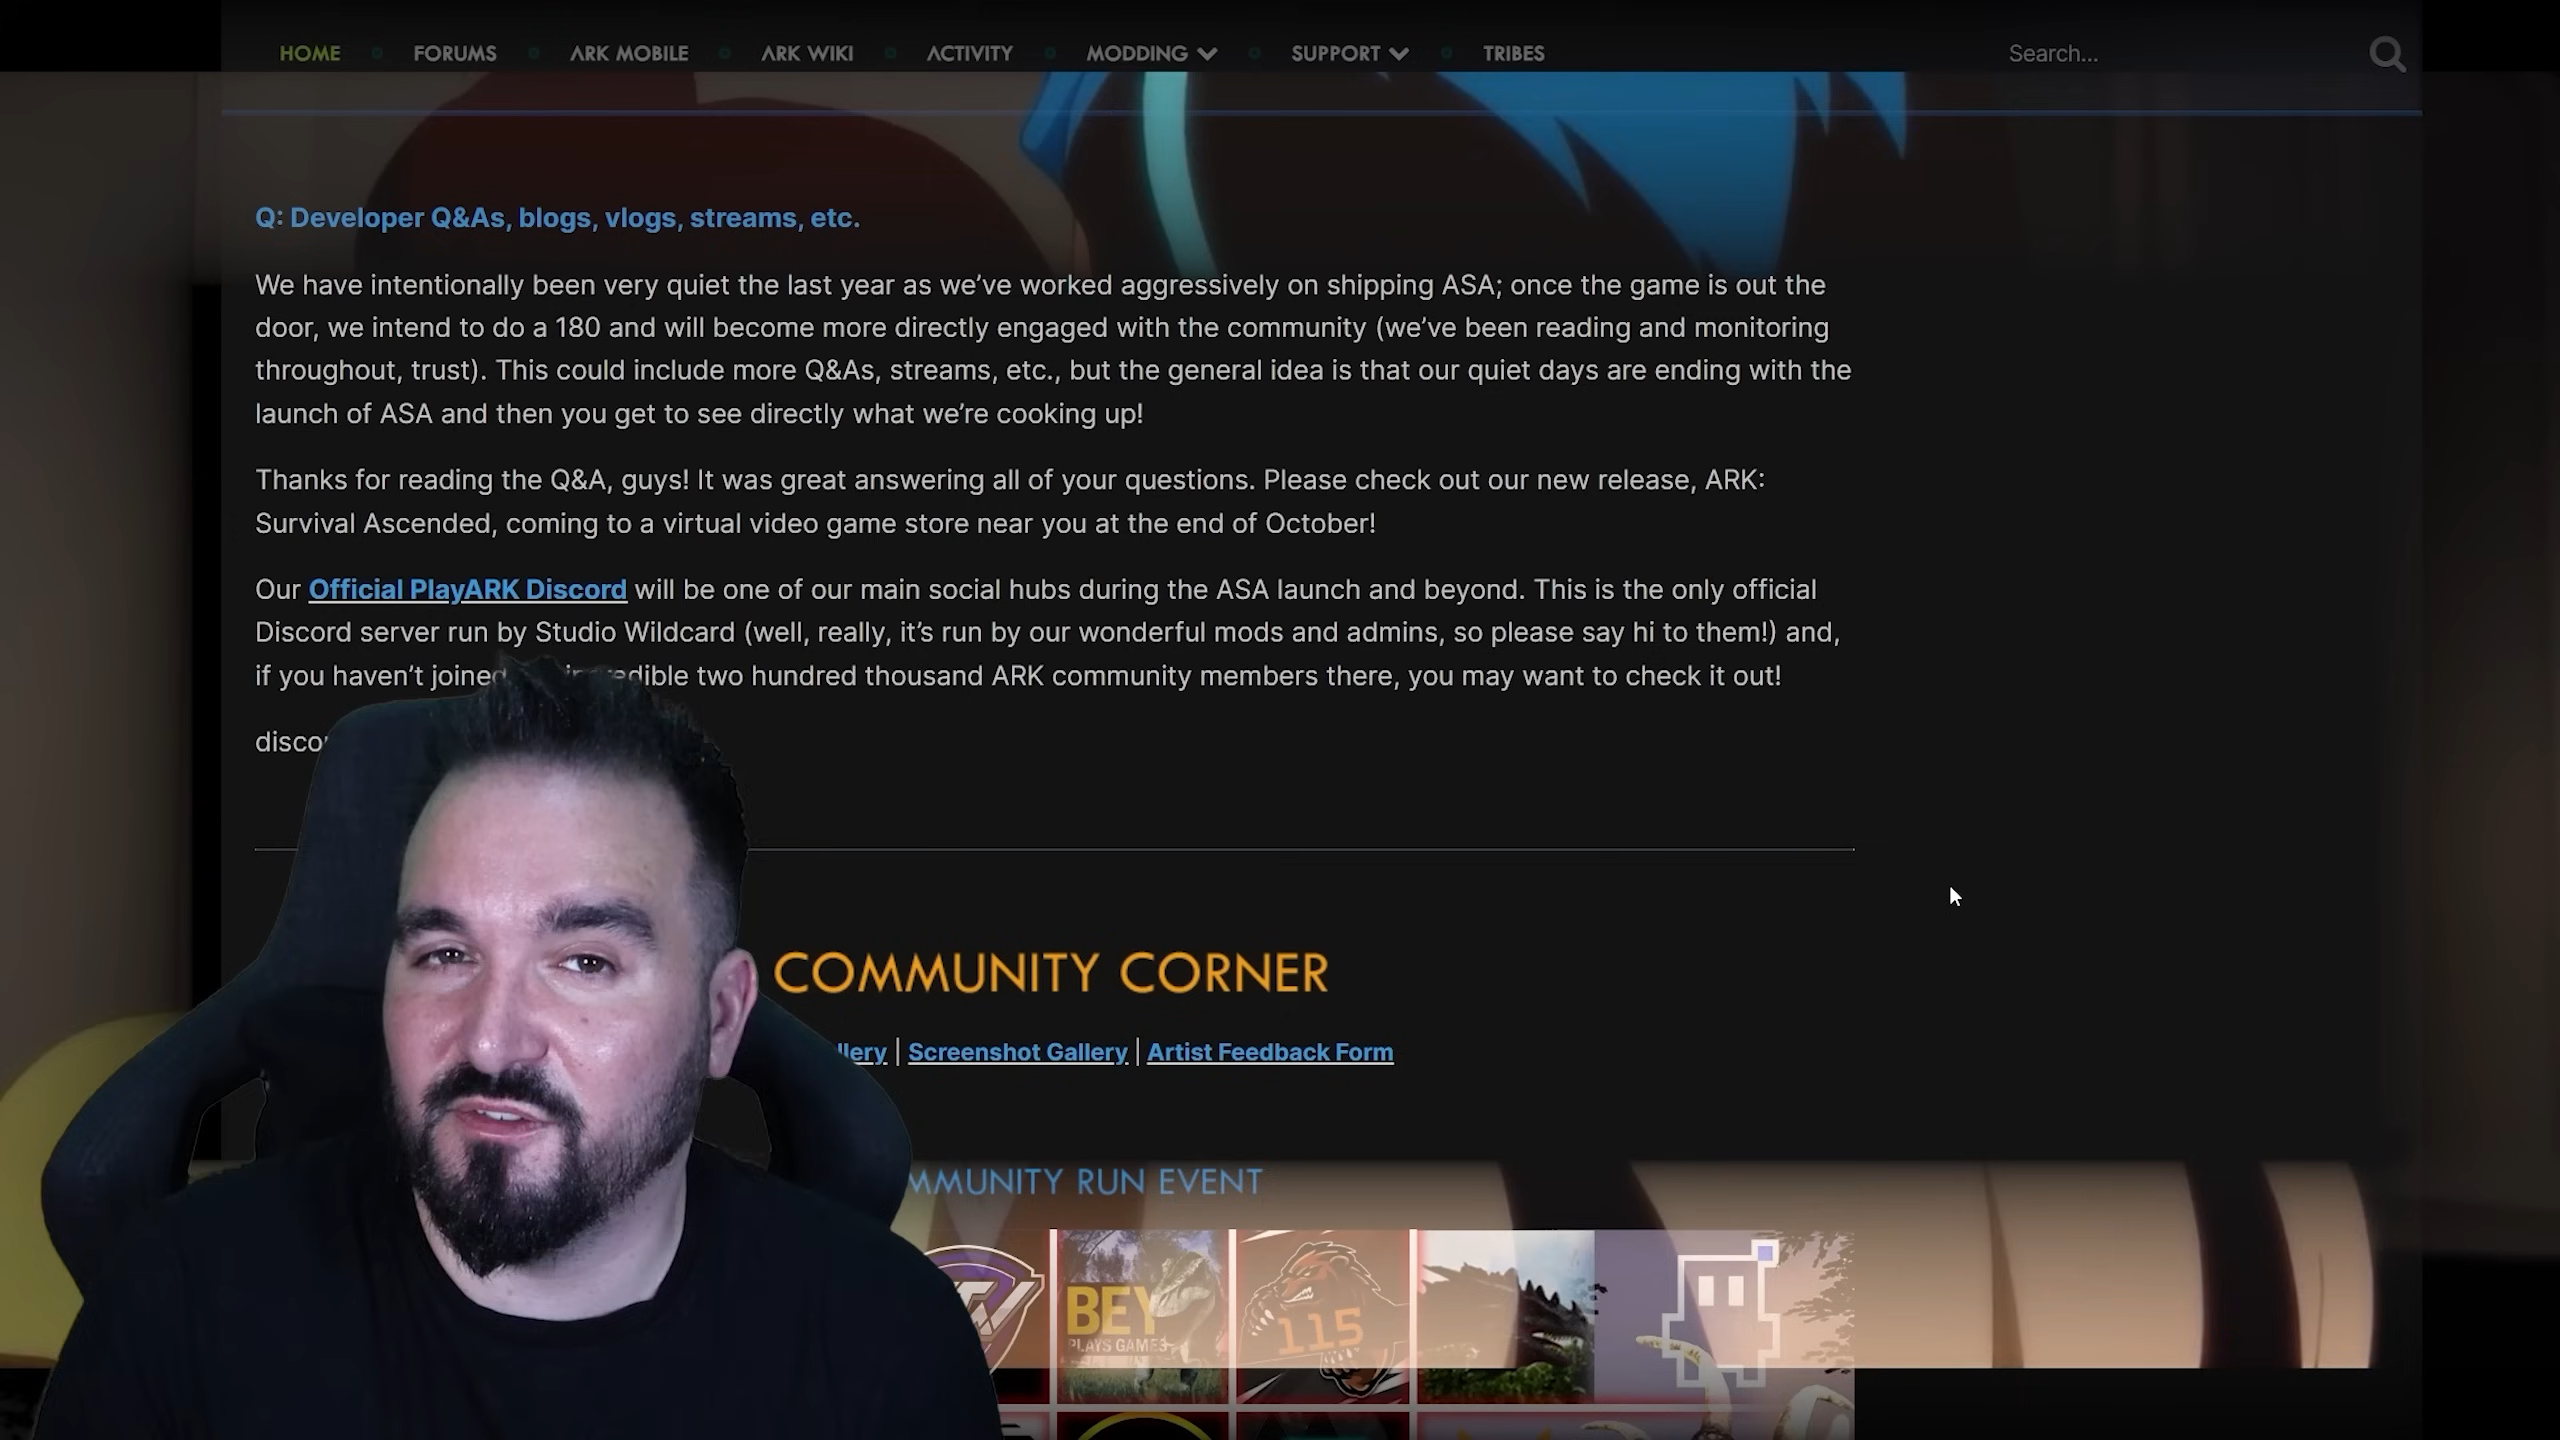 HOME FORUMS ARK MOBILE ARK WIKI ACTIVITY MODDING SUPPORT TRIBES Search...
Q: Developer Q&As, blogs, vlogs, streams, etc.
We have intentionally been very quiet the last year as we’ve worked aggressively on shipping ASA; once the game is out the
door, we intend to do a 180 and will become more directly engaged with the community (we’ve been reading and monitoring
throughout, trust). This could include more Q&As, streams, etc., but the general idea is that our quiet days are ending with the
launch of ASA and then you get to see directly what we’re cooking up!
Thanks for reading the Q&A, guys! It was great answering all of your questions. Please check out our new release, ARK:
Survival Ascended, coming to a virtual video game store near you at the end of October!
Our Official PlayARK Discord will be one of our main social hubs during the ASA launch and beyond. This is the only official
Discord server run by Studio Wildcard (well, really, it’s run by our wonderful mods and admins, so please say hi to them!) and,
if you haven’t joined two hundred thousand ARK community members there, you may want to check it out!
COMMUNITY CORNER
| Screenshot Gallery | Artist Feedback Form
RUN EVENT
BEY
PLAYS GAMES
115